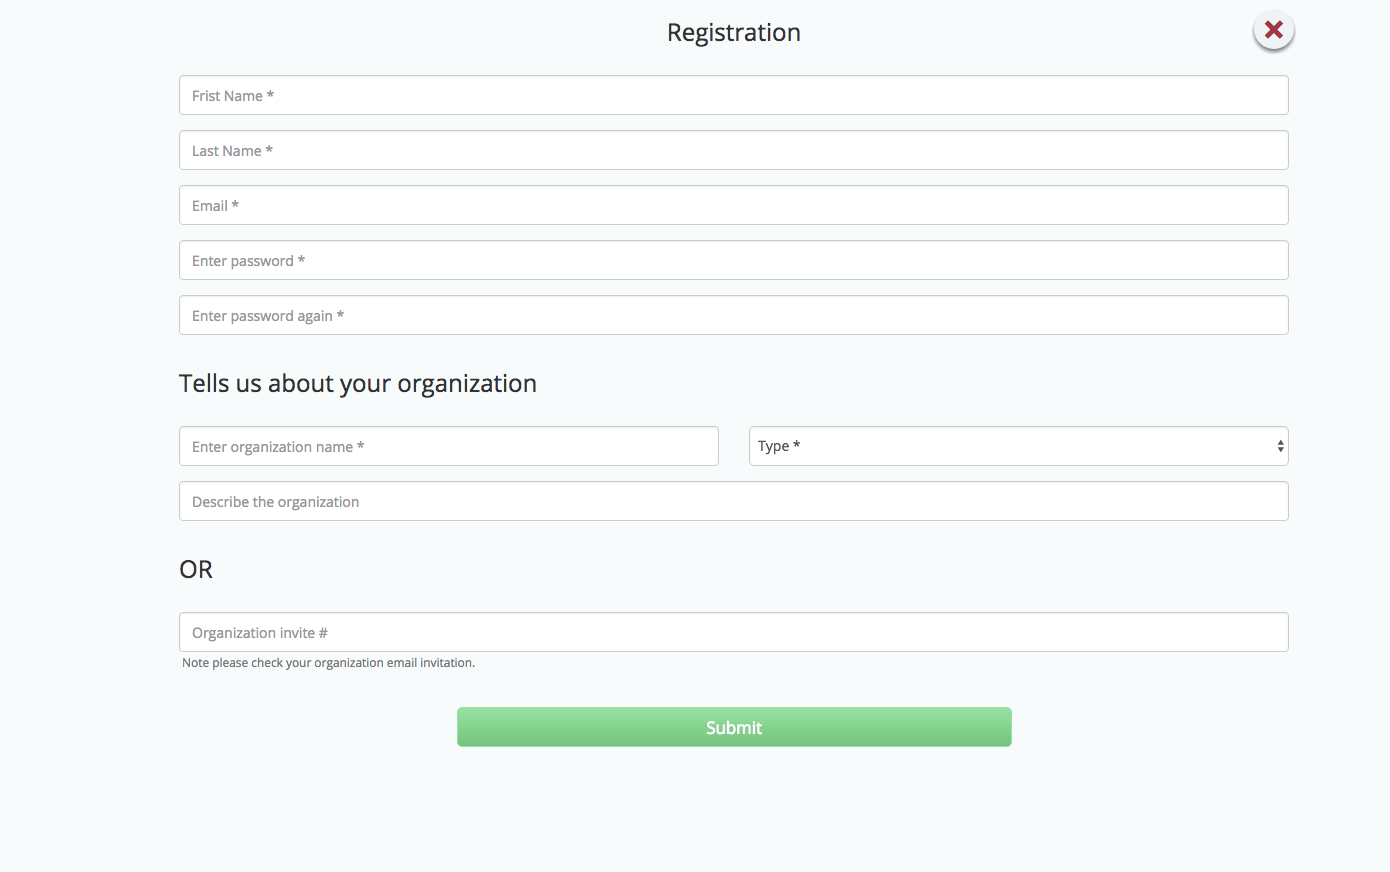 Registration
Frist Name *
Last Name *
Email *
Enter password *
Enter password again *
Tells us about your organization
Enter organization name *
Type *
Describe the organization
OR
Organization invite #
Note please check your organization email invitation.
Submit